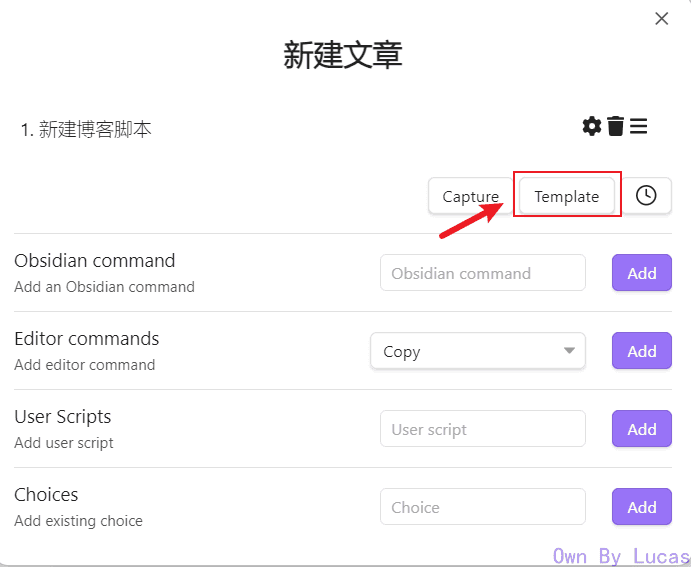 新建文章
1. 新建博客脚本
Capture Template
Obsidian command
Add an Obsidian command
Obsidian command Add
Editor commands
Add editor command
Copy Add
User Scripts
Add user script
User script Add
Choices
Add existing choice
Choice Add
Own By Lucas